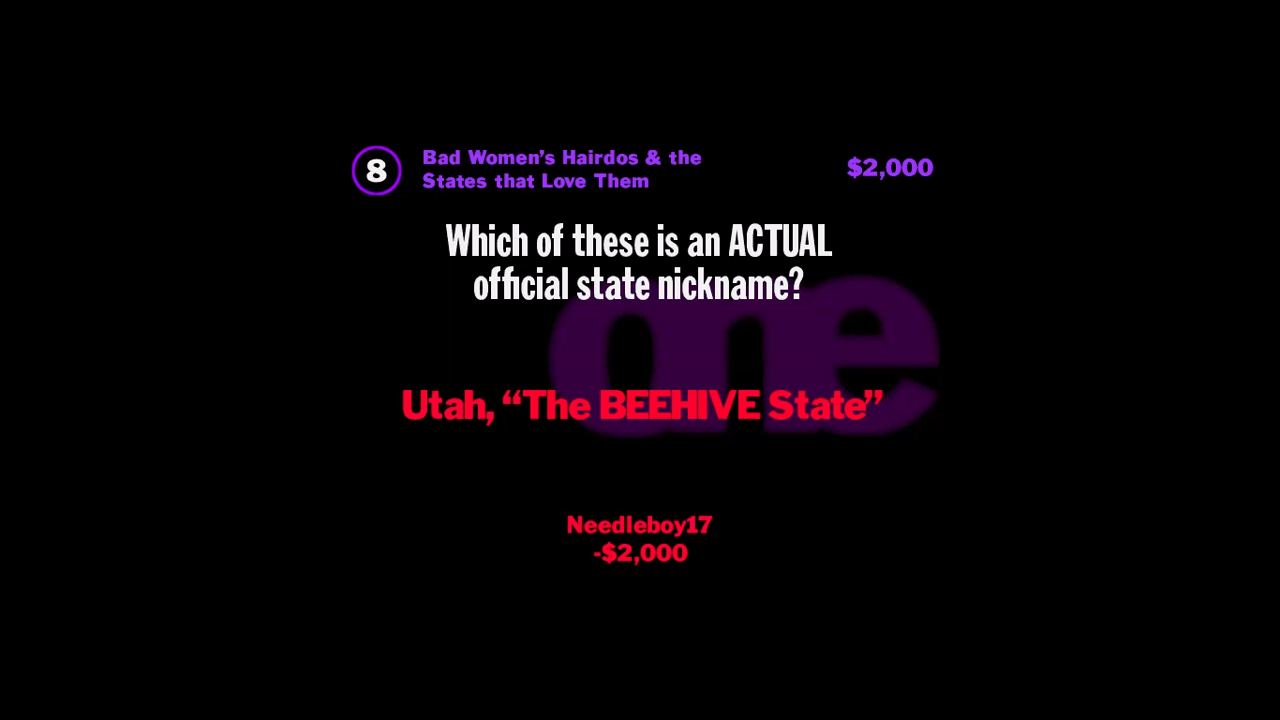 8
Bad Women's Hairdos & the
States that Love Them
$2,000
Which of these is an ACTUAL
official state nickname?
one
Utah, “The BEEHIVE State”
Needleboy17
-$2,000